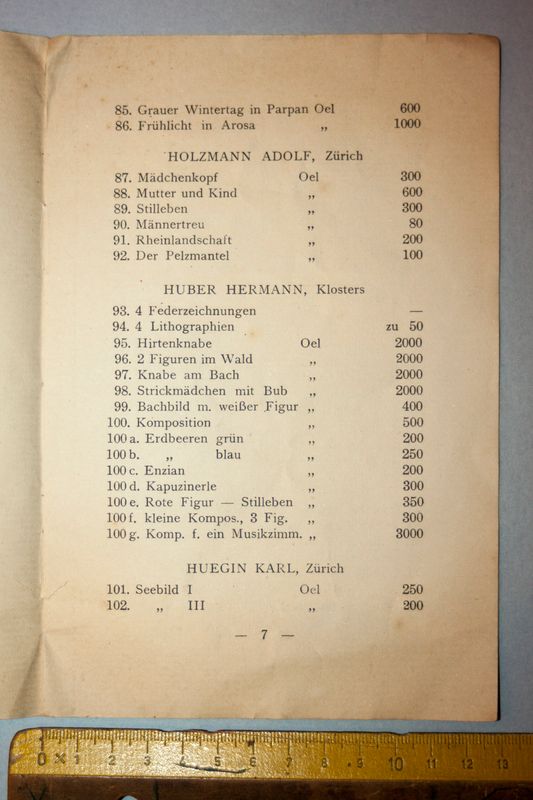 85. Grauer Wintertag in Parpan Oel 600
86. Frühlicht in Arosa „ 1000
HOLZMANN ADOLF, Zürich
87. Mädchenkopf Oel 300
88. Mutter und Kind „ 600
89. Stilleben „ 300
90. Männertreu „ 80
91. Rheinlandschaft „ 200
92. Der Pelzmantel „ 100
HUBER HERMANN, Klosters
93. 4 Federzeichnungen —
94. 4 Lithographien zu 50
95. Hirtenknabe Oel 2000
96. 2 Figuren im Wald „ 2000
97. Knabe am Bach „ 2000
98. Strickmädchen mit Bub „ 2000
99. Bachbild m. weißer Figur „ 400
100. Komposition „ 500
100 a. Erdbeeren grün „ 200
100 b. „ blau „ 250
100 c. Enzian „ 200
100 d. Kapuzinerle „ 300
100 e. Rote Figur — Stilleben „ 350
100 f. kleine Kompos., 3 Fig. „ 300
100 g. Komp. f. ein Musikzimm. „ 3000
HUEGIN KARL, Zürich
101. Seebild I Oel 250
102. „ III „ 200
— 7 —
0 × 1 2 3 4 5 6 7 8 9 10 11 12 13